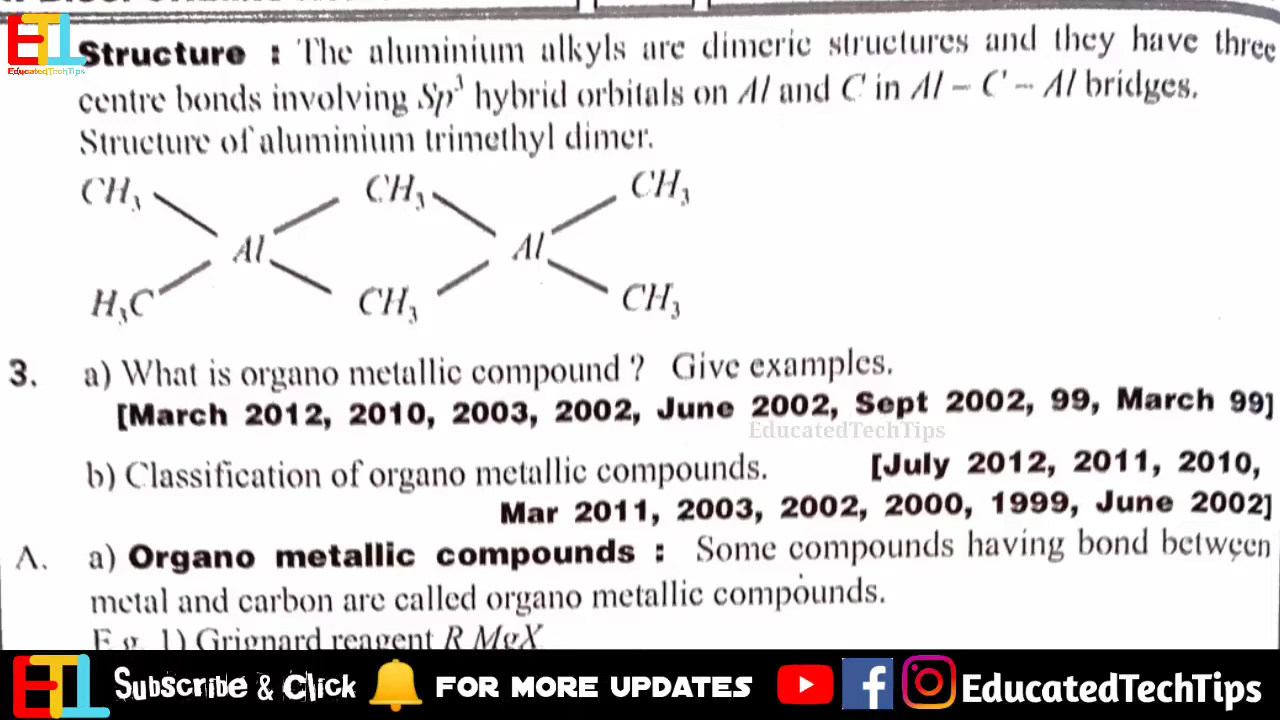 ETL
EducatedTechTips
Structure : The aluminium alkyls are dimeric structures and they have three
centre bonds involving Sp³ hybrid orbitals on Al and C in Al – C – Al bridges.
Structure of aluminium trimethyl dimer.
CH₃ CH₃ CH₃
Al Al
H₃C CH₃ CH₃
3. a) What is organo metallic compound ? Give examples.
[March 2012, 2010, 2003, 2002, June 2002, Sept 2002, 99, March 99]
EducatedTechTips
b) Classification of organo metallic compounds. [July 2012, 2011, 2010,
Mar 2011, 2003, 2002, 2000, 1999, June 2002]
A. a) Organo metallic compounds : Some compounds having bond between
metal and carbon are called organo metallic compounds.
E.g. 1) Grignard reagent R MgX
ETL Subscribe & Click FOR MORE UPDATES EducatedTechTips